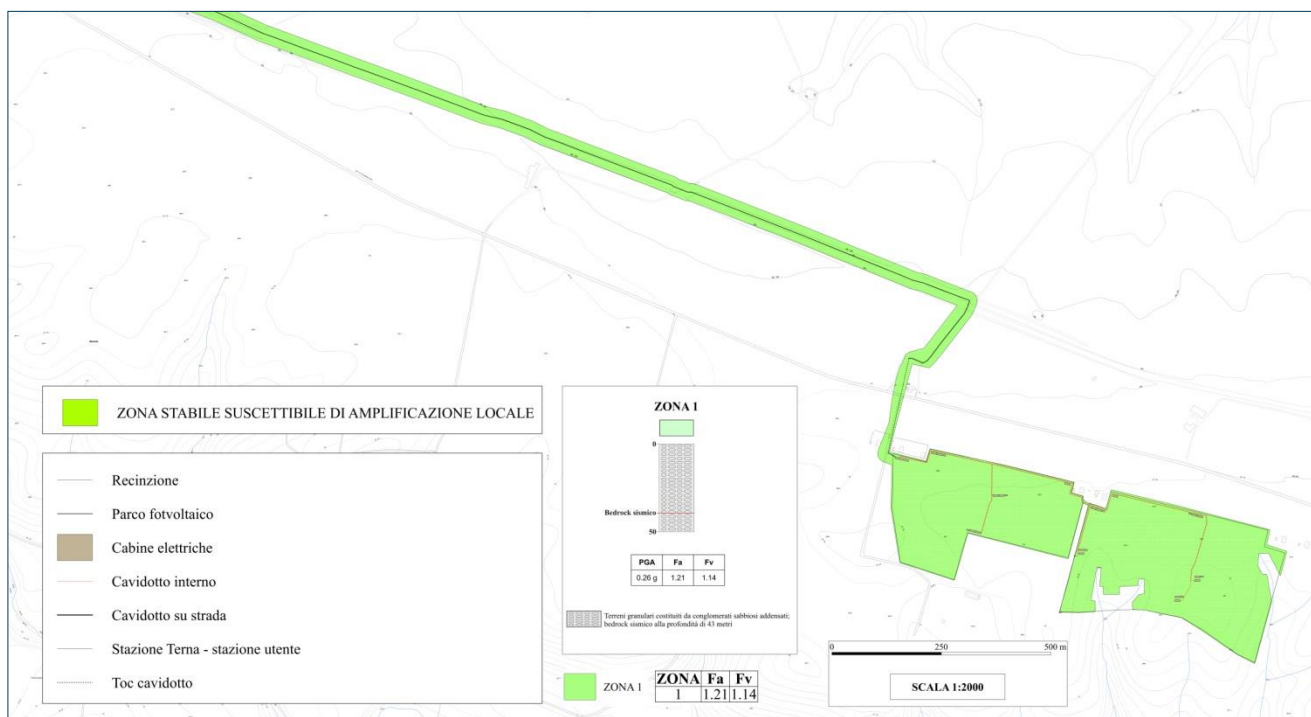 ZONA STABILE SUSCETTIBILE DI AMPLIFICAZIONE LOCALE
Recinzione
Parco fotvoltaico
Cabine elettriche
Cavidotto interno
Cavidotto su strada
Stazione Terna - stazione utente
Toc cavidotto
ZONA 1
0
Bedrock sismico
50
PGA Fa Fv
0.26 g 1.21 1.14
Terreni granulari costituiti da conglomerati sabbiosi addensati;
bedrock sismico alla profondità di 43 metri
ZONA 1
ZONA Fa Fv
1 1.21 1.14
0 250 500 m
SCALA 1:2000